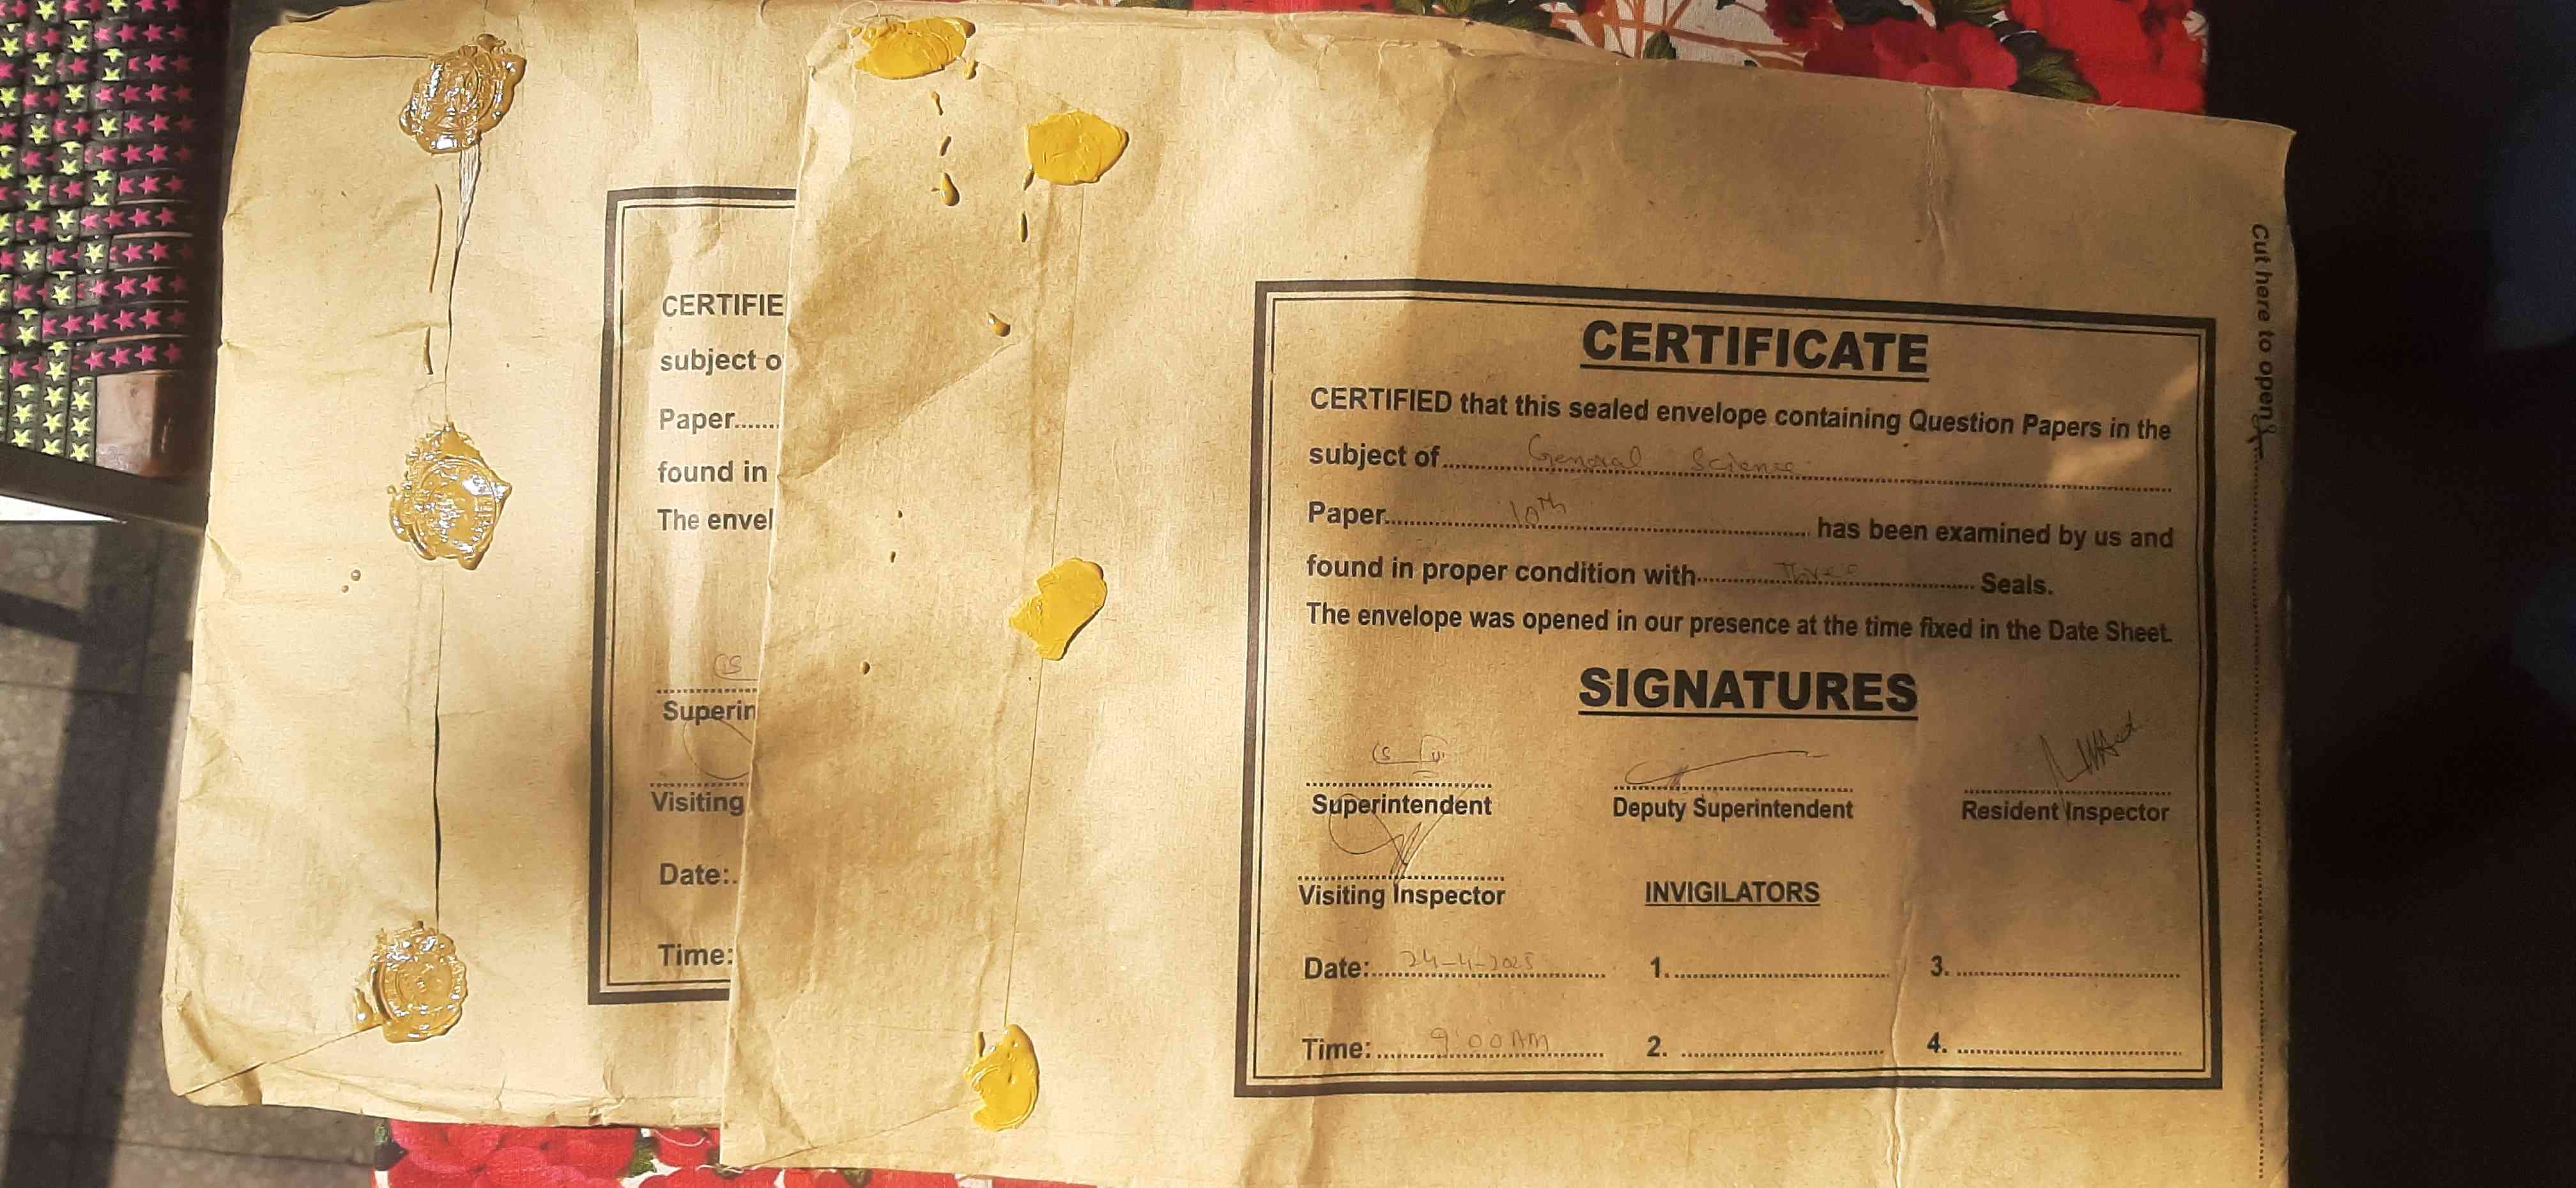 CERTIFIE
subject o
Paper.......
found in
The envel
Superin
Visiting
Date:.
Time:
CERTIFICATE
CERTIFIED that this sealed envelope containing Question Papers in the
subject of General Science
Paper 10th has been examined by us and
found in proper condition with Three Seals.
The envelope was opened in our presence at the time fixed in the Date Sheet.
SIGNATURES
Superintendent Deputy Superintendent Resident Inspector
Visiting Inspector INVIGILATORS
Date: 24-4-2025 1. 3.
Time: 9:00 AM 2. 4.
Cut here to open